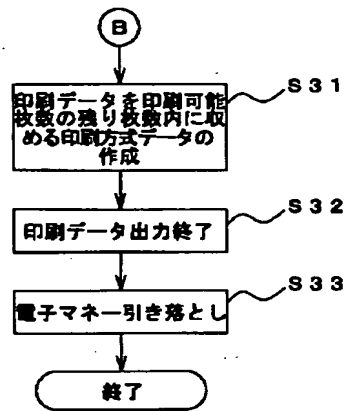 B
印刷データを印刷可能
枚数の残り枚数内に収
める印刷方式データの
作成
S31
印刷データ出力終了
S32
電子マネー引き落とし
S33
終了